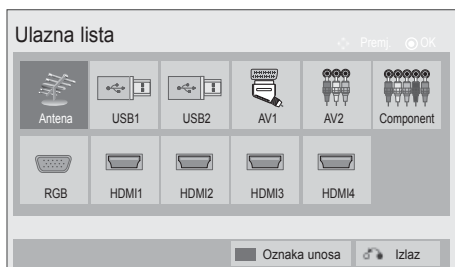 Ulazna lista
Premj. OK
Antena USB1 USB2 AV1 AV2 Component
RGB HDMI1 HDMI2 HDMI3 HDMI4
Oznaka unosa Izlaz